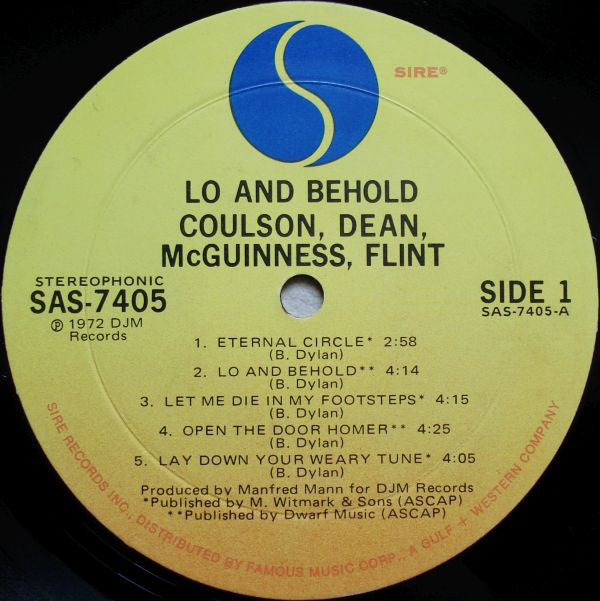 SIRE®
LO AND BEHOLD
COULSON, DEAN,
McGUINNESS, FLINT
STEREOPHONIC
SAS-7405
℗ 1972 DJM
Records
SIDE 1
SAS-7405-A
1. ETERNAL CIRCLE* 2:58
(B. Dylan)
2. LO AND BEHOLD** 4:14
(B. Dylan)
3. LET ME DIE IN MY FOOTSTEPS* 4:15
(B. Dylan)
4. OPEN THE DOOR HOMER** 4:25
(B. Dylan)
5. LAY DOWN YOUR WEARY TUNE* 4:05
(B. Dylan)
Produced by Manfred Mann for DJM Records
*Published by M. Witmark & Sons (ASCAP)
**Published by Dwarf Music (ASCAP)
SIRE RECORDS INC., DISTRIBUTED BY FAMOUS MUSIC CORP., A GULF + WESTERN COMPANY